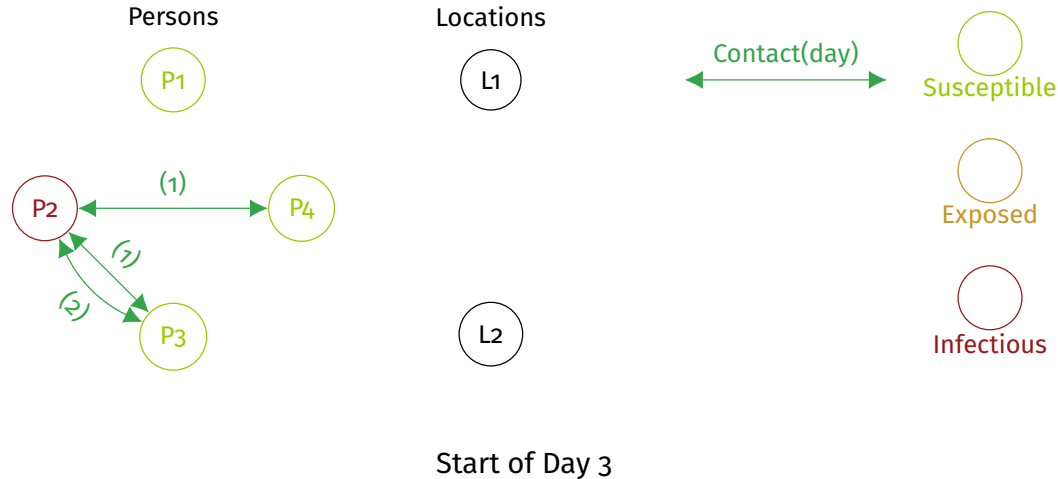 Persons
Locations
P1
L1
Contact(day)
Susceptible
P2
(1)
P4
Exposed
(1)
(2)
P3
L2
Infectious
Start of Day 3